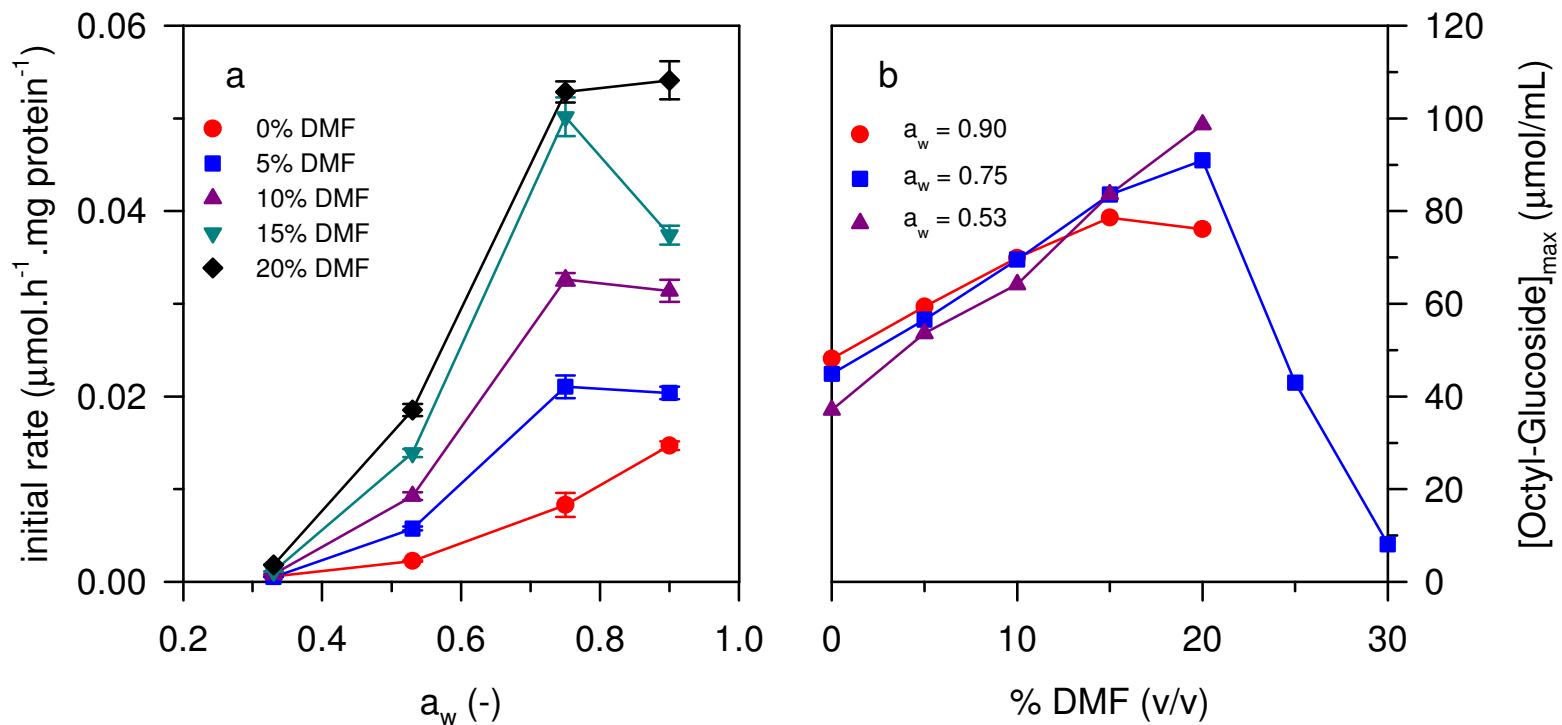 initial rate (μmol.h⁻¹ .mg protein⁻¹)
0.06
0.04
0.02
0.00
0.2 0.4 0.6 0.8 1.0
a_w (-)
a
0% DMF
5% DMF
10% DMF
15% DMF
20% DMF
b
a_w = 0.90
a_w = 0.75
a_w = 0.53
0 10 20 30
% DMF (v/v)
120
100
80
60
40
20
0
[Octyl-Glucoside]_max (μmol/mL)